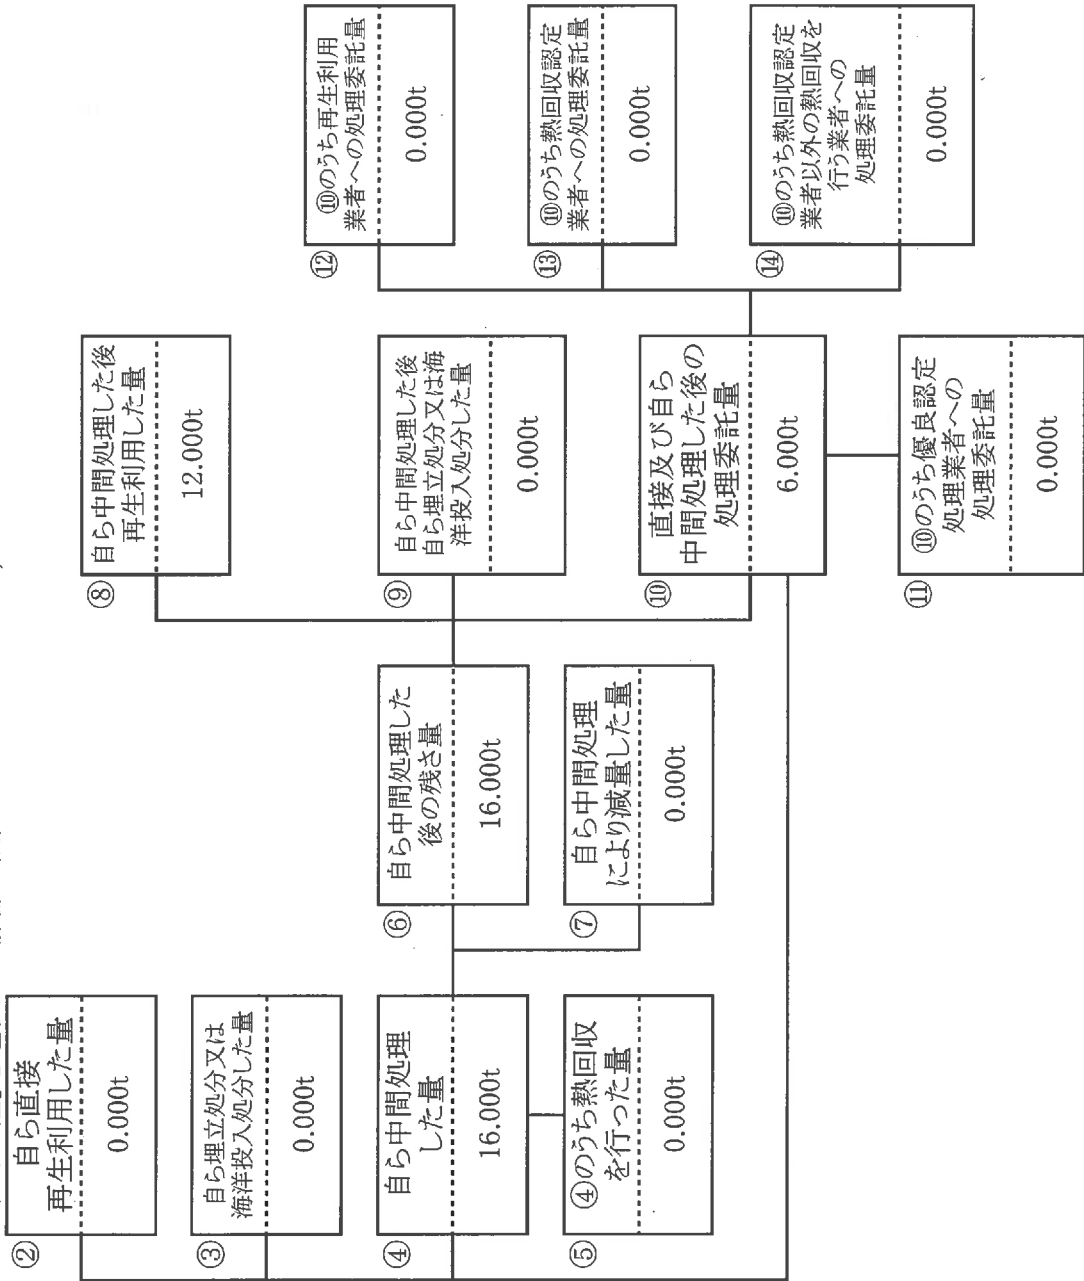 ②
自ら直接
再生利用した量
0.000t
③
自ら埋立処分又は
海洋投入処分した量
0.000t
④
自ら中間処理
した量
16.000t
⑤
④のうち熱回収
を行った量
0.000t
⑥
自ら中間処理した
後の残さ量
16.000t
⑦
自ら中間処理
により減量した量
0.000t
⑧
自ら中間処理した後
再生利用した量
12.000t
⑨
自ら中間処理した後
自ら埋立処分又は海
洋投入処分した量
0.000t
⑩
直接及び自ら
中間処理した後の
処理委託量
6.000t
⑪
⑩のうち優良認定
処理業者への
処理委託量
0.000t
⑫
⑩のうち再生利用
業者への処理委託量
0.000t
⑬
⑩のうち熱回収認定
業者への処理委託量
0.000t
⑭
⑩のうち熱回収認定
業者以外の熱回収を
行う業者への
処理委託量
0.000t